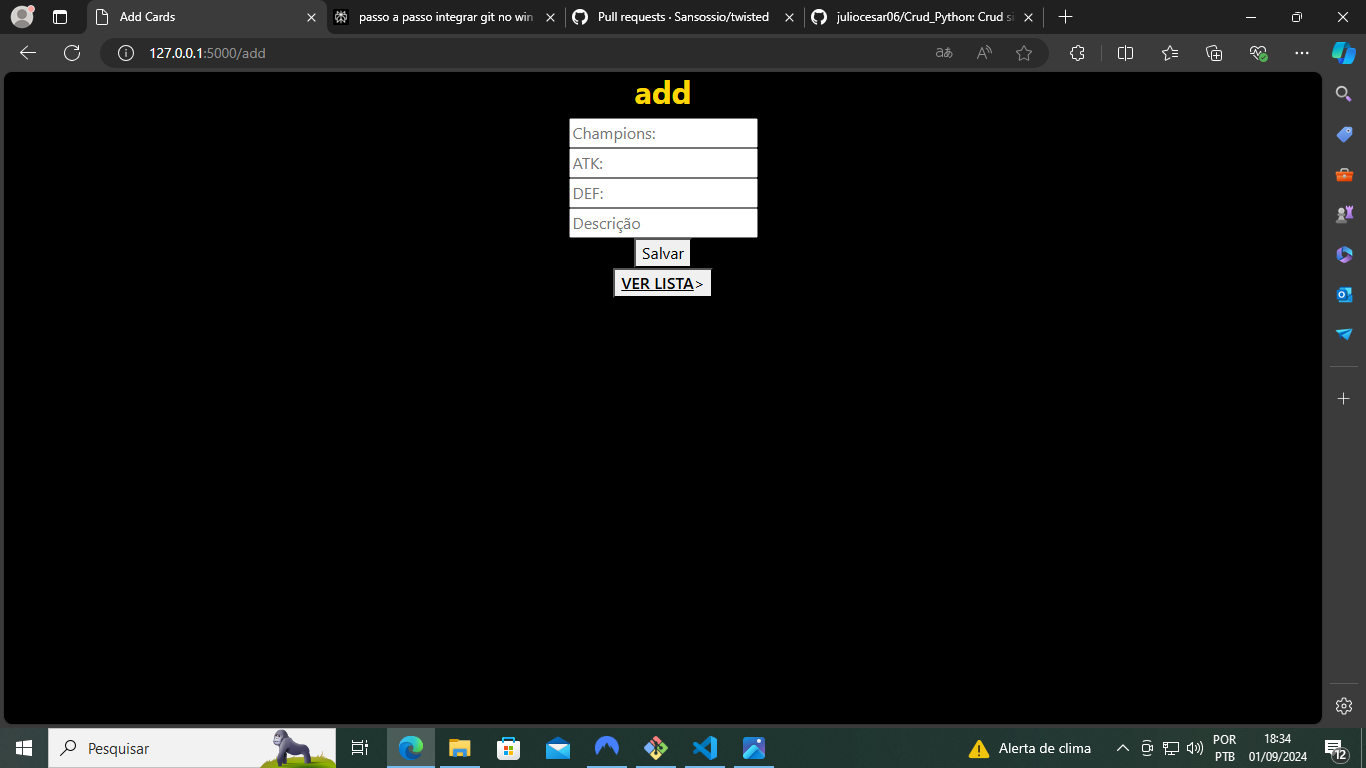 Add Cards
passo a passo integrar git no win
Pull requests · Sansossio/twisted
juliocesar06/Crud_Python: Crud si
127.0.0.1:5000/add
add
Champions:
ATK:
DEF:
Descrição
Salvar
VER LISTA>
Pesquisar
Alerta de clima
POR
PTB
18:34
01/09/2024
12